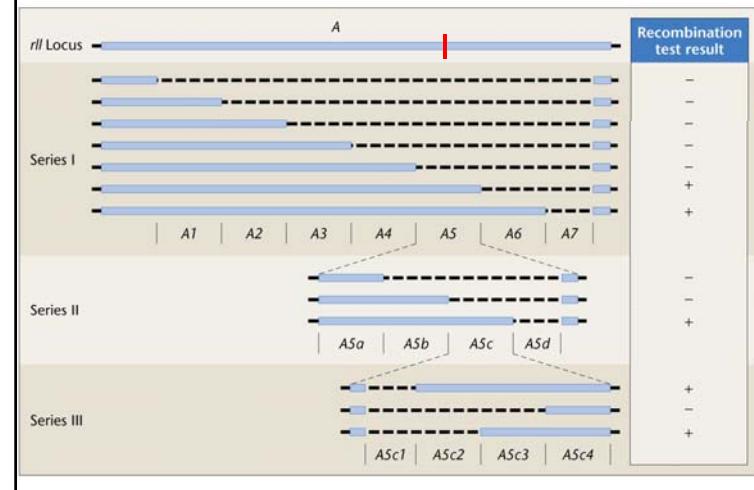 A
rII Locus
Recombination
test result
–
–
–
–
Series I
–
+
+
A1 A2 A3 A4 A5 A6 A7
–
Series II
–
+
A5a A5b A5c A5d
+
–
Series III
+
A5c1 A5c2 A5c3 A5c4